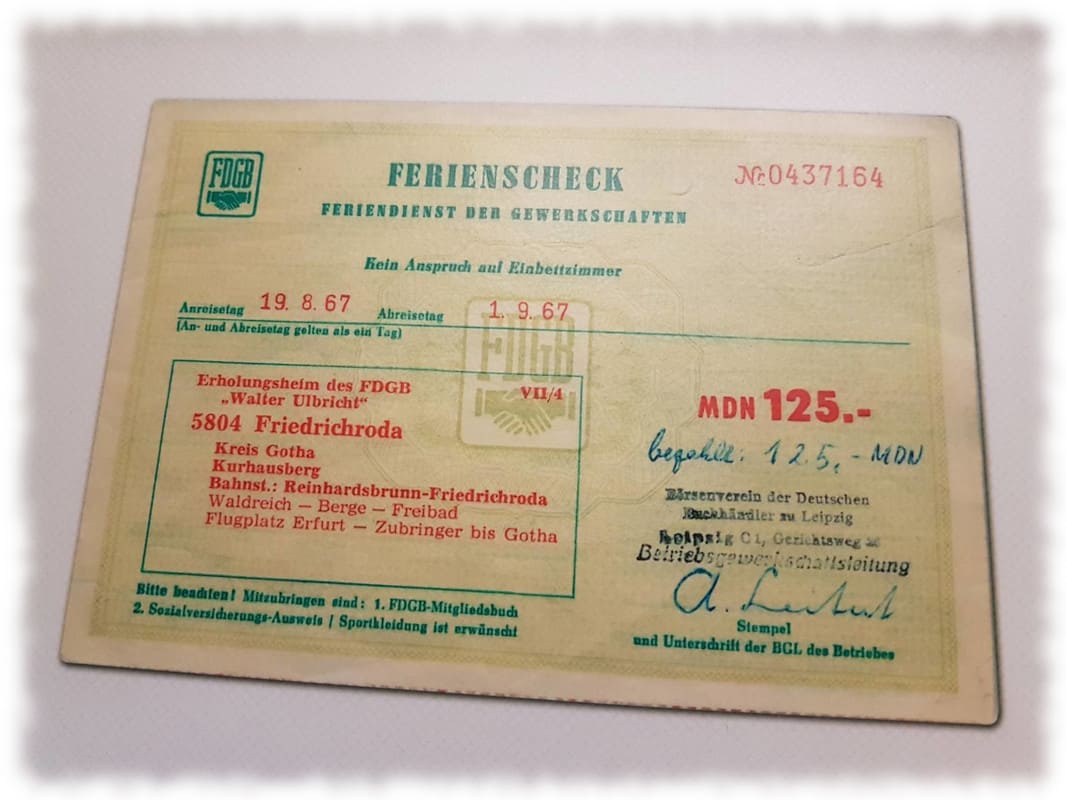 FDGB
FERIENSCHECK
№ 0437164
FERIENDIENST DER GEWERKSCHAFTEN
Kein Anspruch auf Einbettzimmer
Anreisetag 19. 8. 67 Abreisetag 1. 9. 67
(An- und Abreisetag gelten als ein Tag)
FDGB
Erholungsheim des FDGB VII/4
„Walter Ulbricht“
5804 Friedrichroda
Kreis Gotha
Kurhausberg
Bahnst.: Reinhardsbrunn-Friedrichroda
Waldreich — Berge — Freibad
Flugplatz Erfurt — Zubringer bis Gotha
MDN 125.-
bezahlt: 125,- MDN
Börsenverein der Deutschen
Buchhändler zu Leipzig
Leipzig C 1, Gerichtsweg
Betriebsgewerkschaftsleitung
Bitte beachten! Mitzubringen sind: 1. FDGB-Mitgliedsbuch
2. Sozialversicherungs-Ausweis / Sportkleidung ist erwünscht
Stempel
und Unterschrift der BGL des Betriebes